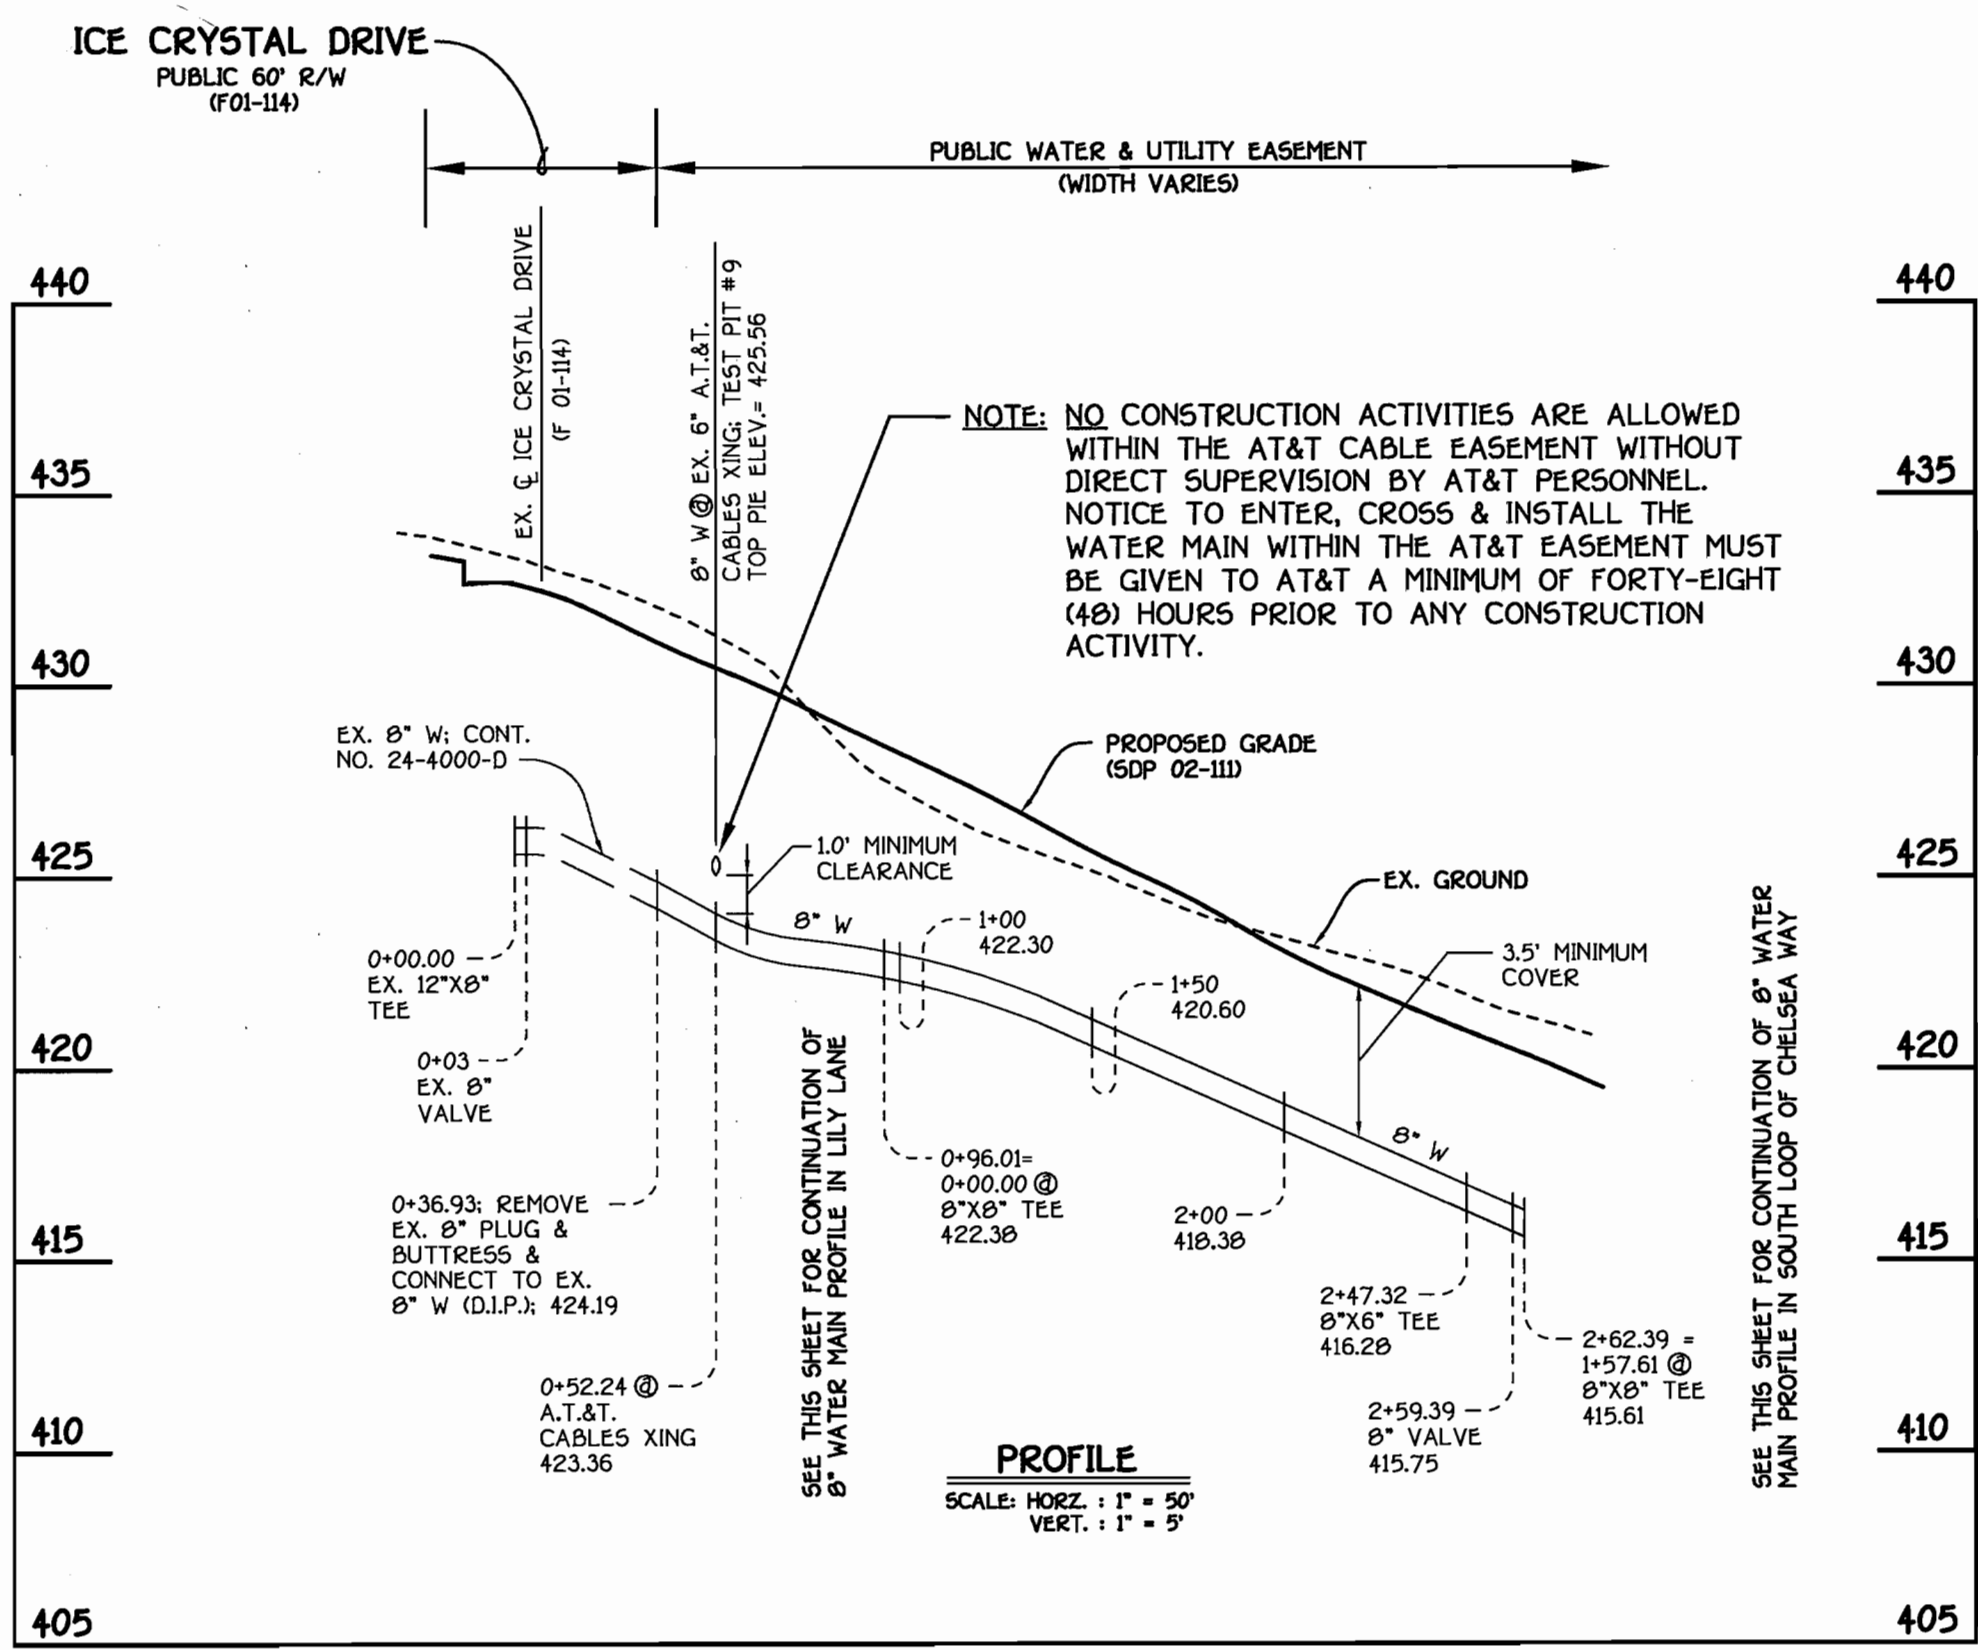 ICE CRYSTAL DRIVE
PUBLIC 60' R/W
(F01-114)
PUBLIC WATER & UTILITY EASEMENT
(WIDTH VARIES)
EX. ℄ ICE CRYSTAL DRIVE
(F 01-114)
8" W @ EX. 6" A.T.&T.
CABLES XING; TEST PIT #9
TOP PIE ELEV.= 425.56
440
435
430
425
420
415
410
405
440
435
430
425
420
415
410
405
NOTE: NO CONSTRUCTION ACTIVITIES ARE ALLOWED
WITHIN THE AT&T CABLE EASEMENT WITHOUT
DIRECT SUPERVISION BY AT&T PERSONNEL.
NOTICE TO ENTER, CROSS & INSTALL THE
WATER MAIN WITHIN THE AT&T EASEMENT MUST
BE GIVEN TO AT&T A MINIMUM OF FORTY-EIGHT
(48) HOURS PRIOR TO ANY CONSTRUCTION
ACTIVITY.
EX. 8" W; CONT.
NO. 24-4000-D
PROPOSED GRADE
(SDP 02-111)
1.0' MINIMUM
CLEARANCE
EX. GROUND
8" W
1+00
422.30
3.5' MINIMUM
COVER
0+00.00
EX. 12"X8"
TEE
1+50
420.60
0+03
EX. 8"
VALVE
8" W
0+96.01=
0+00.00 @
8"X8" TEE
422.38
0+36.93; REMOVE
EX. 8" PLUG &
BUTTRESS &
CONNECT TO EX.
8" W (D.I.P.); 424.19
2+00
418.38
2+47.32
8"X6" TEE
416.28
2+62.39 =
1+57.61 @
8"X8" TEE
415.61
0+52.24 @
A.T.&T.
CABLES XING
423.36
2+59.39
8" VALVE
415.75
SEE THIS SHEET FOR CONTINUATION OF
8" WATER MAIN PROFILE IN LILY LANE
SEE THIS SHEET FOR CONTINUATION OF 8" WATER
MAIN PROFILE IN SOUTH LOOP OF CHELSEA WAY
PROFILE
SCALE: HORZ. : 1" = 50'
VERT. : 1" = 5'